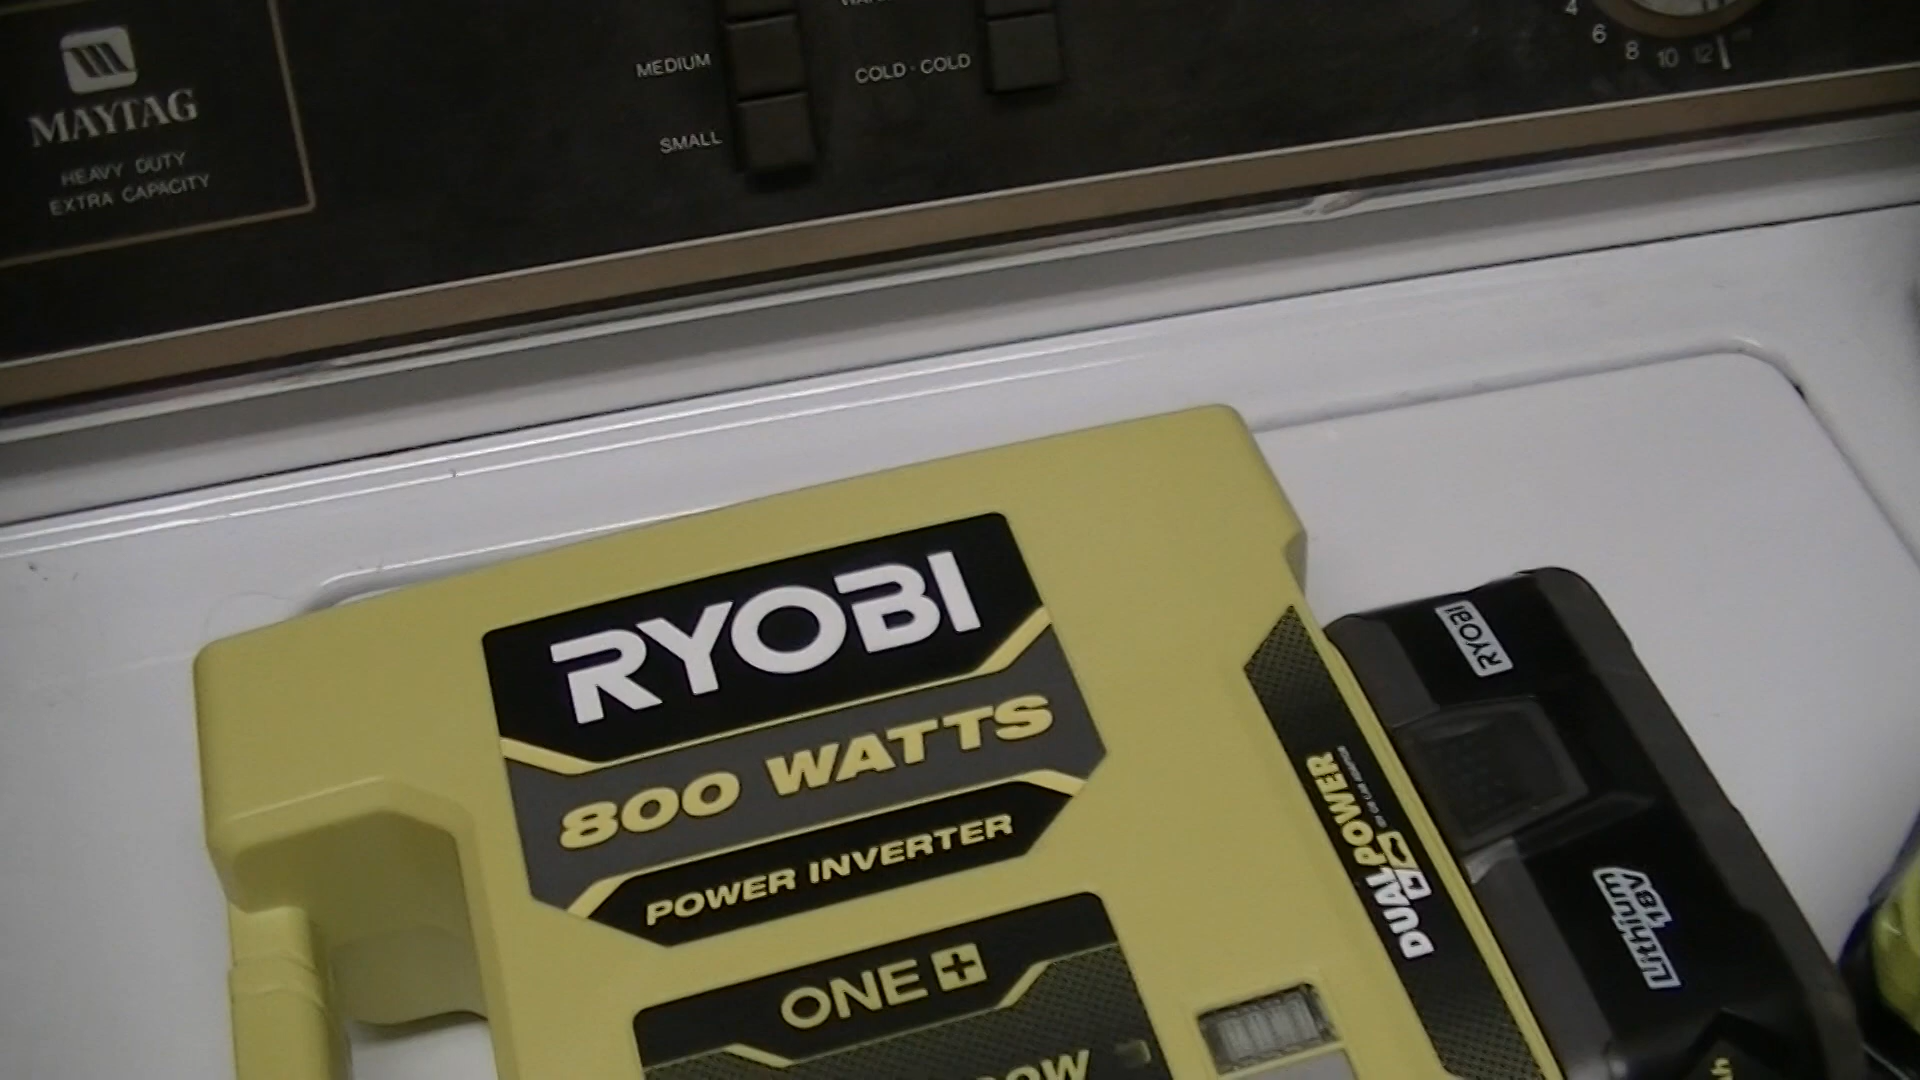 MAYTAG
HEAVY DUTY
EXTRA CAPACITY
MEDIUM
SMALL
COLD · COLD
4
6
8
10
12
RYOBI
800 WATTS
POWER INVERTER
ONE+
DUAL POWER
RYOBI
Lithium
18V